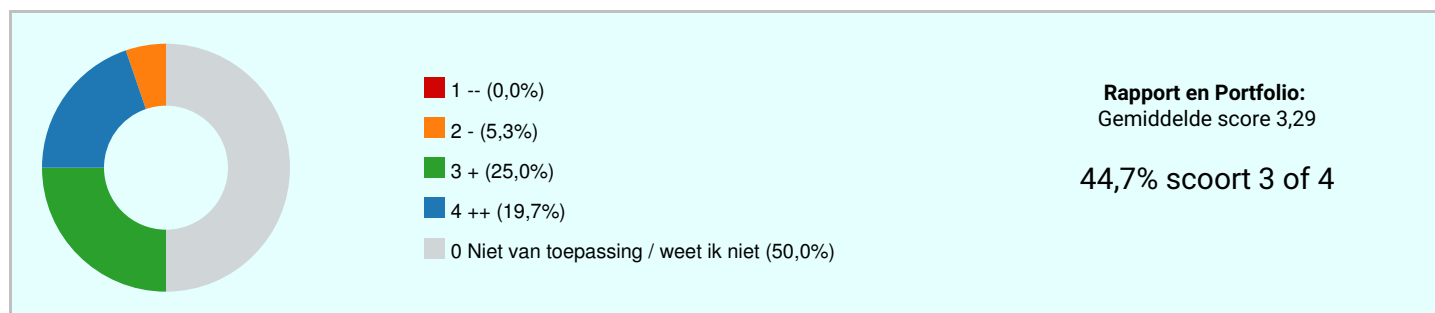 1 -- (0,0%)
2 - (5,3%)
3 + (25,0%)
4 ++ (19,7%)
0 Niet van toepassing / weet ik niet (50,0%)
Rapport en Portfolio:
Gemiddelde score 3,29
44,7% scoort 3 of 4